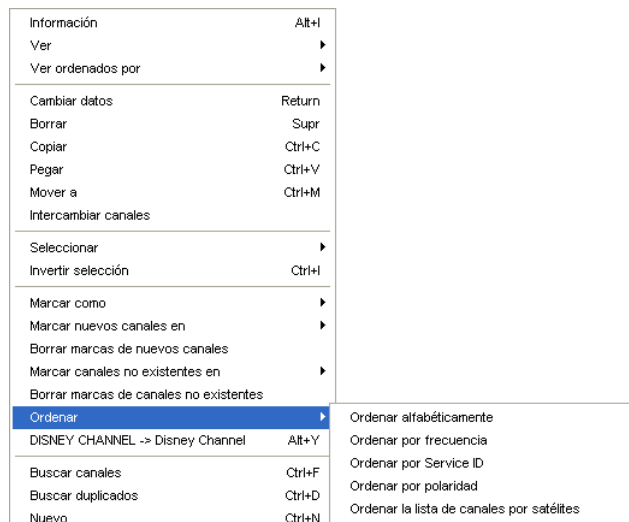 Información Alt+I
Ver
Ver ordenados por
Cambiar datos Return
Borrar Supr
Copiar Ctrl+C
Pegar Ctrl+V
Mover a Ctrl+M
Intercambiar canales
Seleccionar
Invertir selección Ctrl+I
Marcar como
Marcar nuevos canales en
Borrar marcas de nuevos canales
Marcar canales no existentes en
Borrar marcas de canales no existentes
Ordenar
DISNEY CHANNEL -> Disney Channel Alt+Y
Buscar canales Ctrl+F
Buscar duplicados Ctrl+D
Nuevo Ctrl+N
Ordenar alfabéticamente
Ordenar por frecuencia
Ordenar por Service ID
Ordenar por polaridad
Ordenar la lista de canales por satélites